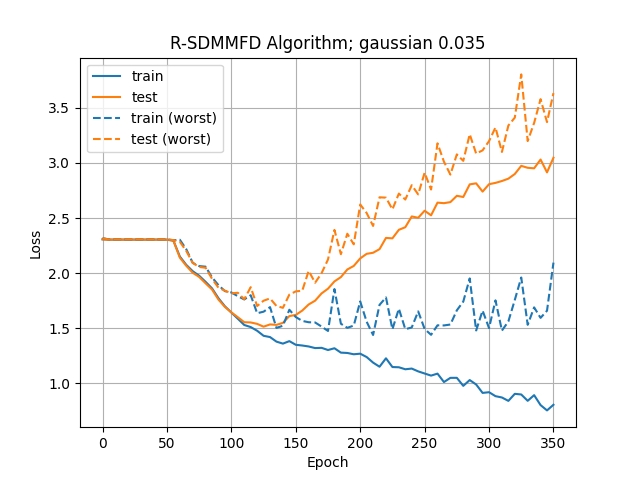 R-SDMMFD Algorithm; gaussian 0.035
train
test
train (worst)
test (worst)
3.5
3.0
2.5
2.0
1.5
1.0
Loss
0 50 100 150 200 250 300 350
Epoch